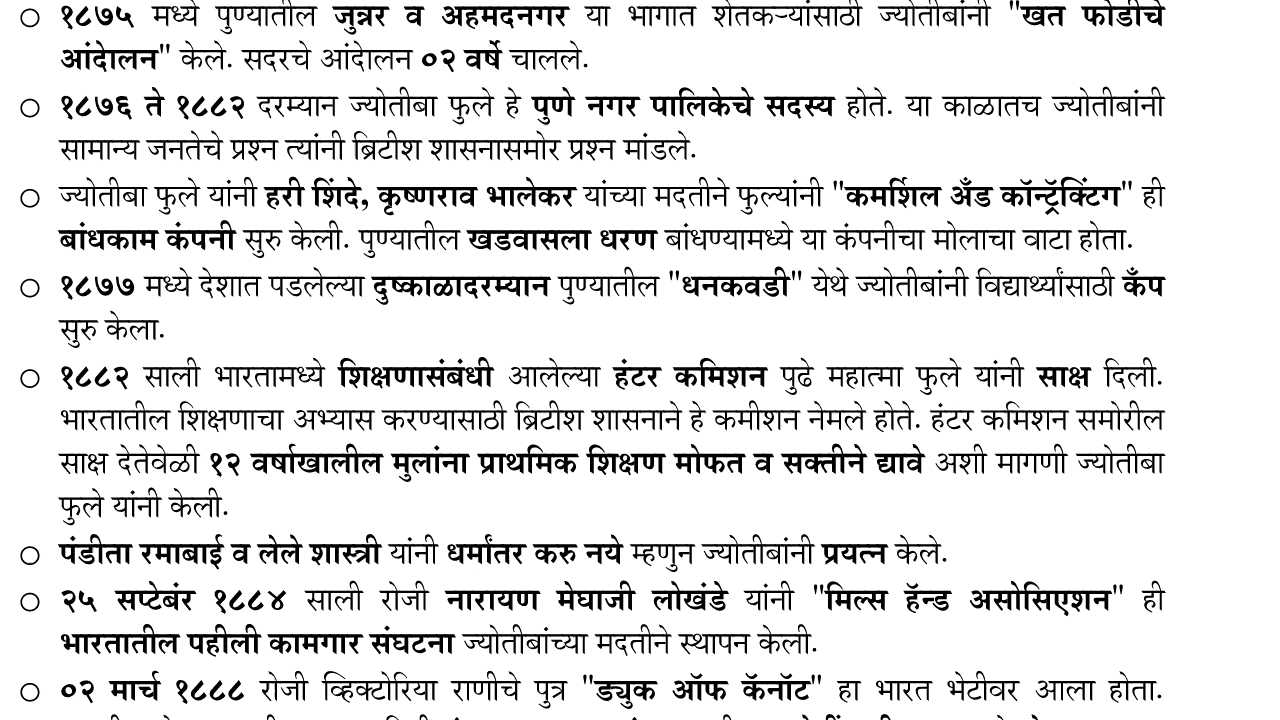 ○ १८७५ मध्ये पुण्यातील जुन्नर व अहमदनगर या भागात शेतकऱ्यांसाठी ज्योतीबांनी "खत फोडीचे
आंदोलन" केले. सदरचे आंदोलन ०२ वर्षे चालले.
○ १८७६ ते १८८२ दरम्यान ज्योतीबा फुले हे पुणे नगर पालिकेचे सदस्य होते. या काळातच ज्योतीबांनी
सामान्य जनतेचे प्रश्न त्यांनी ब्रिटीश शासनासमोर प्रश्न मांडले.
○ ज्योतीबा फुले यांनी हरी शिंदे, कृष्णराव भालेकर यांच्या मदतीने फुल्यांनी "कमर्शिल अँड कॉन्ट्रॅक्टिंग" ही
बांधकाम कंपनी सुरु केली. पुण्यातील खडवासला धरण बांधण्यामध्ये या कंपनीचा मोलाचा वाटा होता.
○ १८७७ मध्ये देशात पडलेल्या दुष्काळादरम्यान पुण्यातील "धनकवडी" येथे ज्योतीबांनी विद्यार्थ्यांसाठी कँप
सुरु केला.
○ १८८२ साली भारतामध्ये शिक्षणासंबंधी आलेल्या हंटर कमिशन पुढे महात्मा फुले यांनी साक्ष दिली.
भारतातील शिक्षणाचा अभ्यास करण्यासाठी ब्रिटीश शासनाने हे कमीशन नेमले होते. हंटर कमिशन समोरील
साक्ष देतेवेळी १२ वर्षाखालील मुलांना प्राथमिक शिक्षण मोफत व सक्तीने द्यावे अशी मागणी ज्योतीबा
फुले यांनी केली.
○ पंडीता रमाबाई व लेले शास्त्री यांनी धर्मांतर करु नये म्हणुन ज्योतीबांनी प्रयत्न केले.
○ २५ सप्टेबंर १८८४ साली रोजी नारायण मेघाजी लोखंडे यांनी "मिल्स हॅन्ड असोसिएशन" ही
भारतातील पहीली कामगार संघटना ज्योतीबांच्या मदतीने स्थापन केली.
○ ०२ मार्च १८८८ रोजी व्हिक्टोरिया राणीचे पुत्र "ड्युक ऑफ कॅनॉट" हा भारत भेटीवर आला होता.